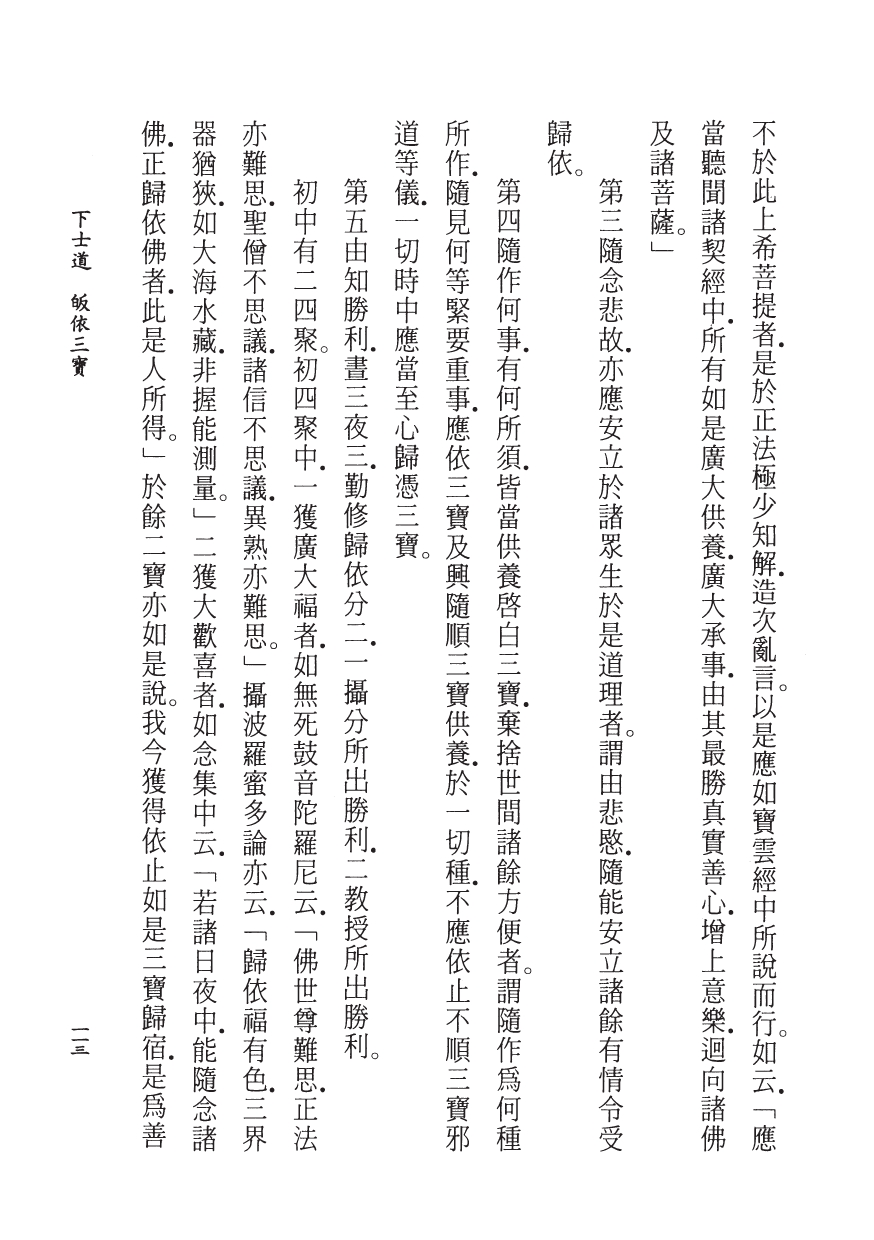 不於此上希菩提者．是於正法極少知解．造次亂言。以是應如寶雲經中所說而行。如云．「應
當聽聞諸契經中．所有如是廣大供養．廣大承事．由其最勝真實善心．增上意樂．迴向諸佛
及諸菩薩。」
第三隨念悲故．亦應安立於諸眾生於是道理者。謂由悲愍．隨能安立諸餘有情令受
歸依。
第四隨作何事．有何所須．皆當供養啓白三寶．棄捨世間諸餘方便者。謂隨作為何種
所作．隨見何等緊要重事．應依三寶及興隨順三寶供養．於一切種．不應依止不順三寶邪
道等儀．一切時中應當至心歸憑三寶。
第五由知勝利．晝三夜三．勤修歸依分二．一攝分所出勝利．二教授所出勝利。
初中有二四聚。初四聚中．一獲廣大福者．如無死鼓音陀羅尼云．「佛世尊難思．正法
亦難思．聖僧不思議．諸信不思議．異熟亦難思。」攝波羅蜜多論亦云．「歸依福有色．三界
器猶狹．如大海水藏．非握能測量。」二獲大歡喜者．如念集中云．「若諸日夜中．能隨念諸
佛．正歸依佛者．此是人所得。」於餘二寶亦如是說。我今獲得依止如是三寶歸宿．是為善
下士道　皈依三寶
一一三